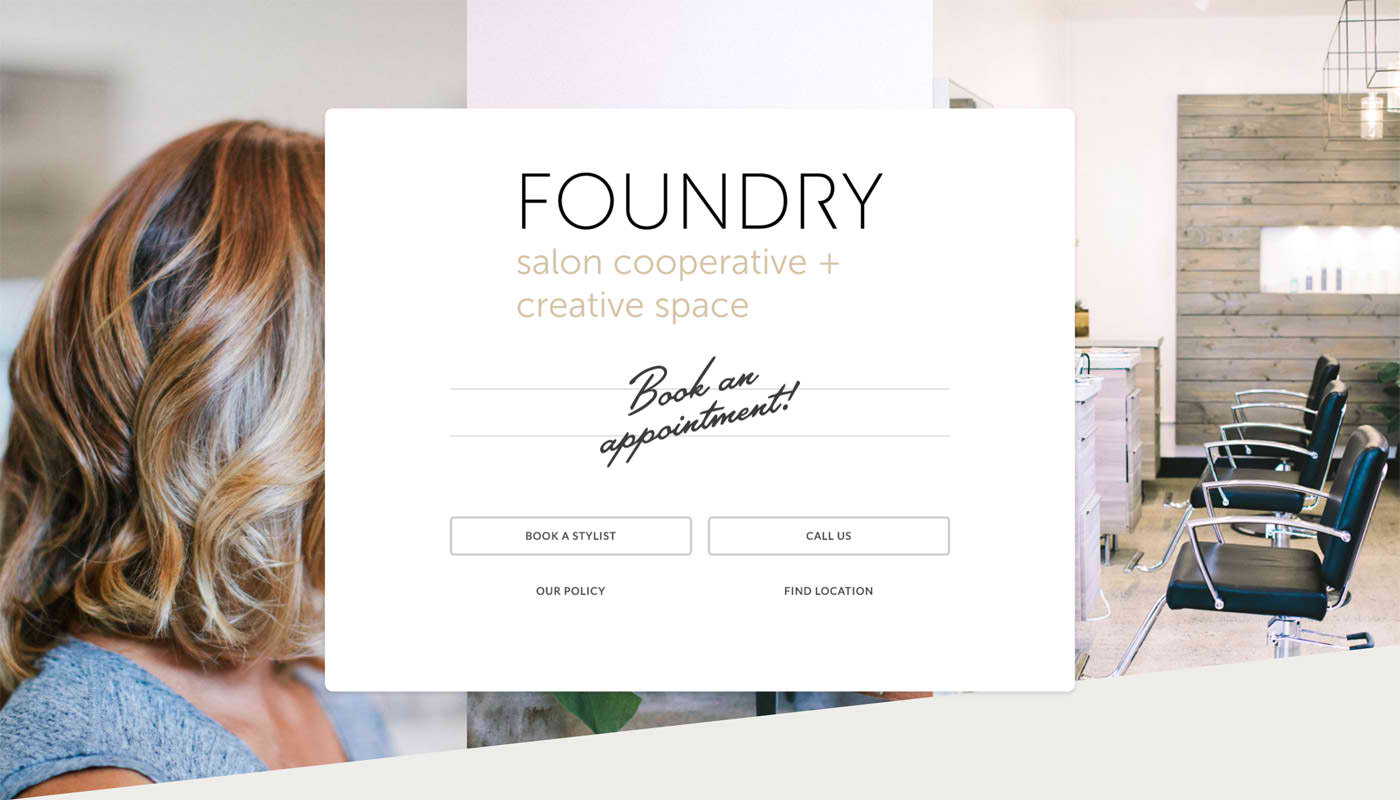 FOUNDRY
salon cooperative +
creative space
Book an
appointment!
BOOK A STYLIST
CALL US
OUR POLICY
FIND LOCATION